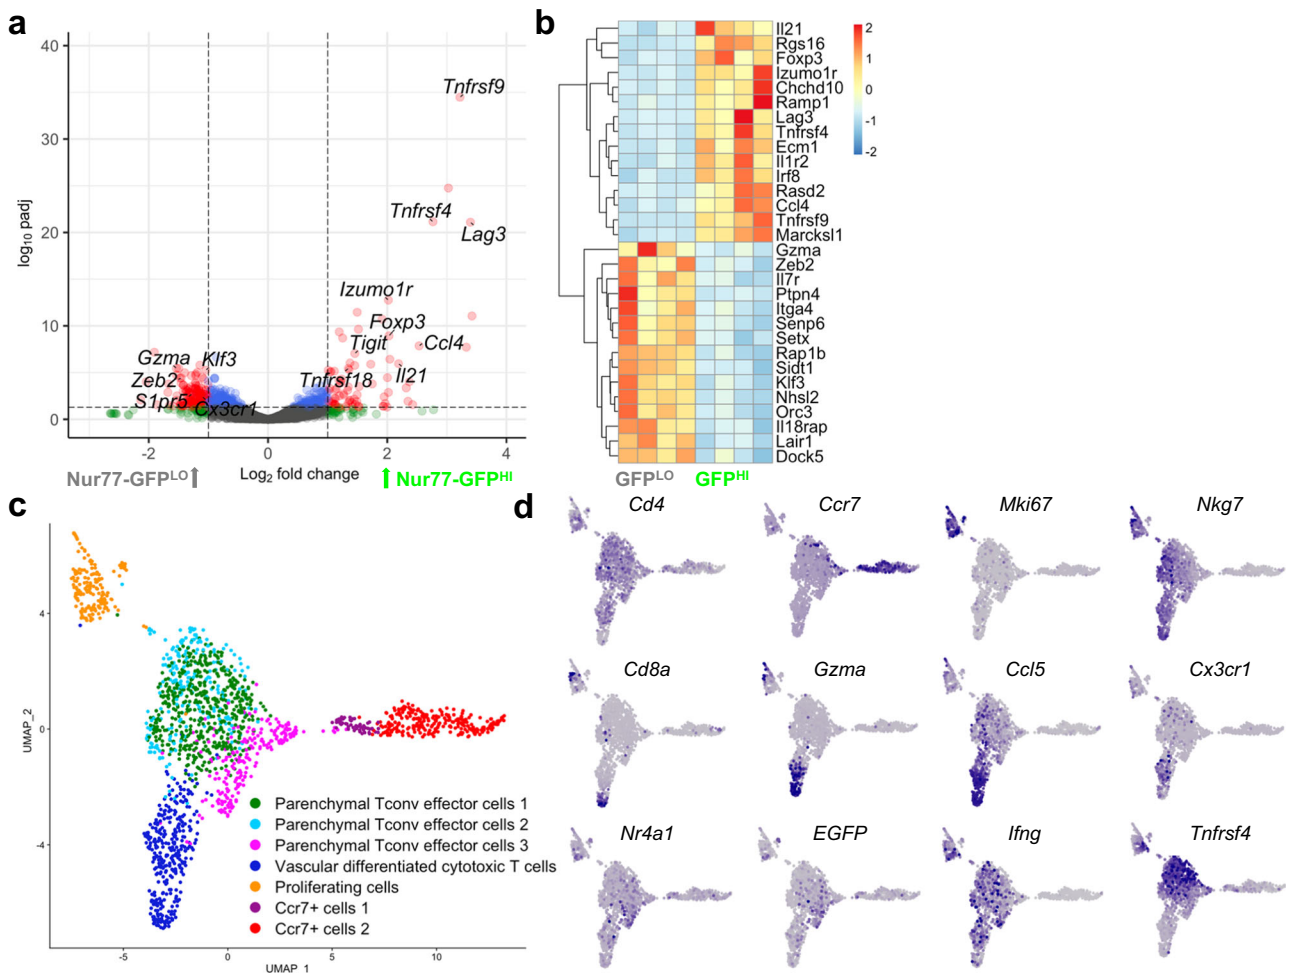 a
40
30
20
10
0
log10 padj
-2
0
2
4
Log2 fold change
Tnfrsf9
Tnfrsf4
Lag3
Izumo1r
Foxp3
Tigit
Ccl4
Tnfrsf18
Il21
Gzma
Klf3
Zeb2
S1pr5
Cx3cr1
Nur77-GFPLO
Nur77-GFPHI
b
Il21
Rgs16
Foxp3
Izumo1r
Chchd10
Ramp1
Lag3
Tnfrsf4
Ecm1
Il1r2
Irf8
Rasd2
Ccl4
Tnfrsf9
Marcksl1
Gzma
Zeb2
Il7r
Ptpn4
Itga4
Senp6
Setx
Rap1b
Sidt1
Klf3
Nhsl2
Orc3
Il18rap
Lair1
Dock5
2
1
0
-1
-2
GFPLO
GFPHI
c
4
0
-4
UMAP_2
-5
0
5
10
UMAP_1
Parenchymal Tconv effector cells 1
Parenchymal Tconv effector cells 2
Parenchymal Tconv effector cells 3
Vascular differentiated cytotoxic T cells
Proliferating cells
Ccr7+ cells 1
Ccr7+ cells 2
d
Cd4
Ccr7
Mki67
Nkg7
Cd8a
Gzma
Ccl5
Cx3cr1
Nr4a1
EGFP
Ifng
Tnfrsf4